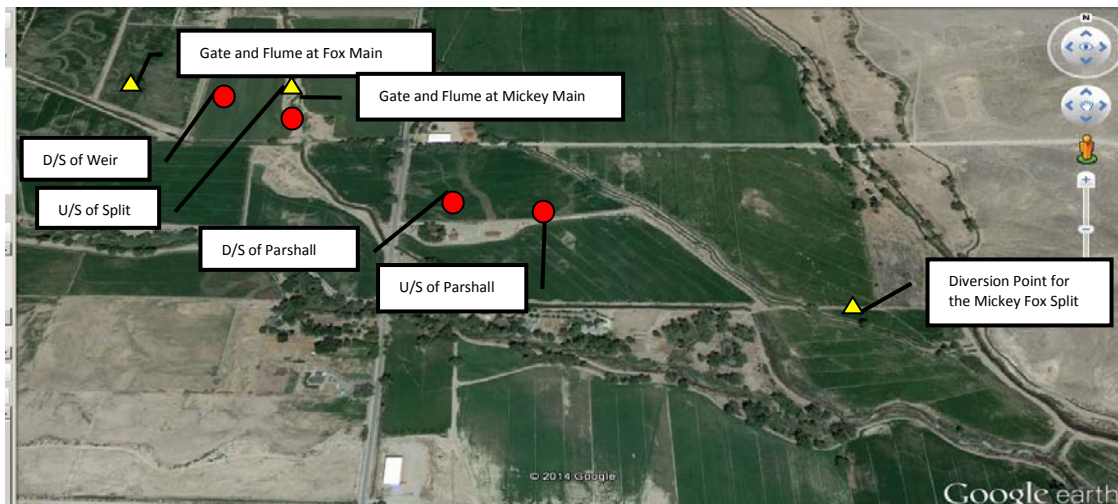 Gate and Flume at Fox Main
N
Gate and Flume at Mickey Main
D/S of Weir
U/S of Split
D/S of Parshall
U/S of Parshall
Diversion Point for
the Mickey Fox Split
© 2014 Google
Google earth